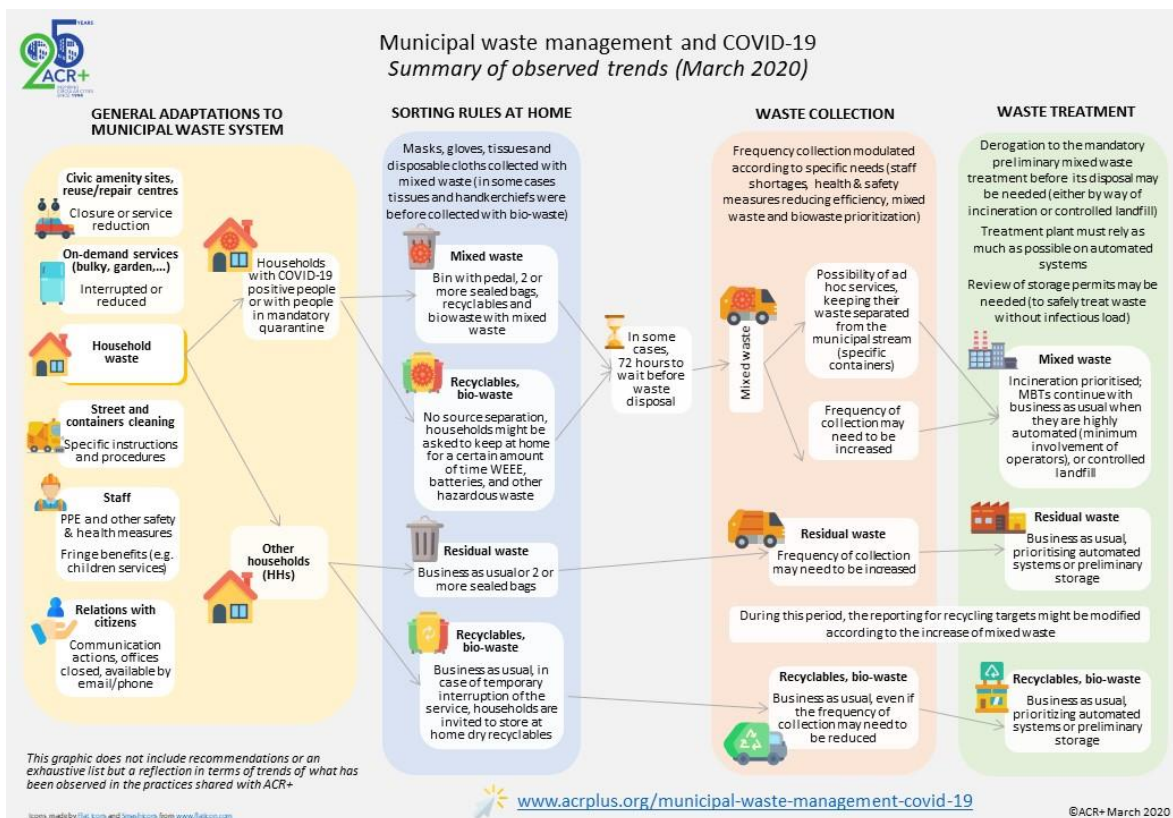 25 YEARS
ACR+
INSPIRING
CIRCULAR CITIES
SINCE 1994
Municipal waste management and COVID-19
Summary of observed trends (March 2020)
GENERAL ADAPTATIONS TO
MUNICIPAL WASTE SYSTEM
Civic amenity sites,
reuse/repair centres
Closure or service
reduction
On-demand services
(bulky, garden,...)
Interrupted or
reduced
Household
waste
Street and
containers cleaning
Specific instructions
and procedures
Staff
PPE and other safety
& health measures
Fringe benefits (e.g.
children services)
Relations with
citizens
Communication
actions, offices
closed, available by
email/phone
Households
with COVID-19
positive people
or with people
in mandatory
quarantine
Other
households
(HHs)
SORTING RULES AT HOME
Masks, gloves, tissues and
disposable cloths collected with
mixed waste (in some cases
tissues and handkerchiefs were
before collected with bio-waste)
Mixed waste
Bin with pedal, 2 or
more sealed bags,
recyclables and
biowaste with mixed
waste
Recyclables,
bio-waste
No source separation,
households might be
asked to keep at home
for a certain amount
of time WEEE,
batteries, and other
hazardous waste
Residual waste
Business as usual or 2 or
more sealed bags
Recyclables,
bio-waste
Business as usual, in
case of temporary
interruption of the
service, households are
invited to store at
home dry recyclables
In some
cases,
72 hours to
wait before
waste
disposal
WASTE COLLECTION
Frequency collection modulated
according to specific needs (staff
shortages, health & safety
measures reducing efficiency, mixed
waste and biowaste prioritization)
Mixed waste
Possibility of ad
hoc services,
keeping their
waste separated
from the
municipal stream
(specific
containers)
Frequency of
collection may
need to be
increased
Residual waste
Frequency of collection
may need to be increased
During this period, the reporting for recycling targets might be modified
according to the increase of mixed waste
Recyclables, bio-waste
Business as usual, even if
the frequency of
collection may need to
be reduced
WASTE TREATMENT
Derogation to the mandatory
preliminary mixed waste
treatment before its disposal may
be needed (either by way of
incineration or controlled landfill)
Treatment plant must rely as
much as possible on automated
systems
Review of storage permits may be
needed (to safely treat waste
without infectious load)
Mixed waste
Incineration prioritised;
MBTs continue with
business as usual when
they are highly
automated (minimum
involvement of
operators), or controlled
landfill
Residual waste
Business as usual,
prioritising automated
systems or preliminary
storage
Recyclables, bio-waste
Business as usual,
prioritizing automated
systems or preliminary
storage
This graphic does not include recommendations or an
exhaustive list but a reflection in terms of trends of what has
been observed in the practices shared with ACR+
Icons made by Flat Icons and Smashicons from www.flaticon.com
www.acrplus.org/municipal-waste-management-covid-19
©ACR+ March 2020